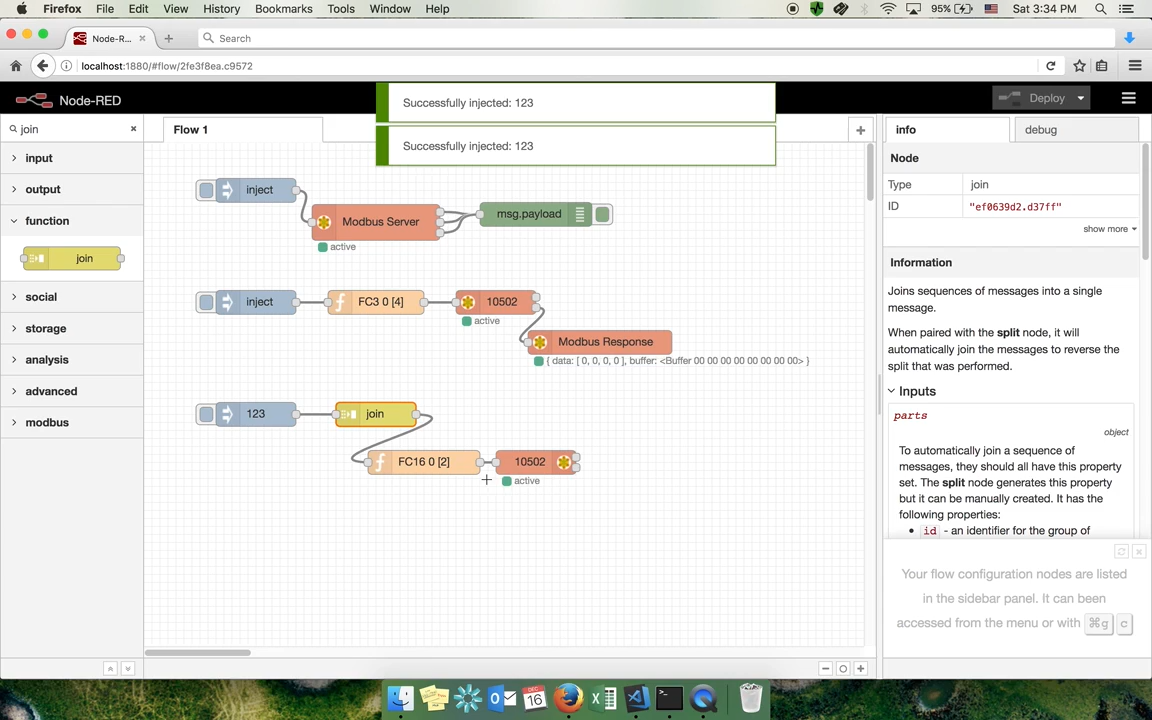 Firefox File Edit View History Bookmarks Tools Window Help
95% Sat 3:34 PM
Node-R...
Search
localhost:1880/#flow/2fe3f8ea.c9572
Node-RED
Deploy
Successfully injected: 123
Successfully injected: 123
join
input
output
function
join
social
storage
analysis
advanced
modbus
Flow 1
inject
Modbus Server
active
msg.payload
inject
FC3 0 [4]
10502
active
Modbus Response
{ data: [ 0, 0, 0, 0 ], buffer: <Buffer 00 00 00 00 00 00 00 00> }
123
join
FC16 0 [2]
10502
active
info
debug
Node
Type join
ID "ef0639d2.d37ff"
show more
Information
Joins sequences of messages into a single
message.
When paired with the split node, it will
automatically join the messages to reverse the
split that was performed.
Inputs
parts
object
To automatically join a sequence of
messages, they should all have this property
set. The split node generates this property
but it can be manually created. It has the
following properties:
• id - an identifier for the group of
Your flow configuration nodes are listed
in the sidebar panel. It can been
accessed from the menu or with ⌘g c
DEC
16